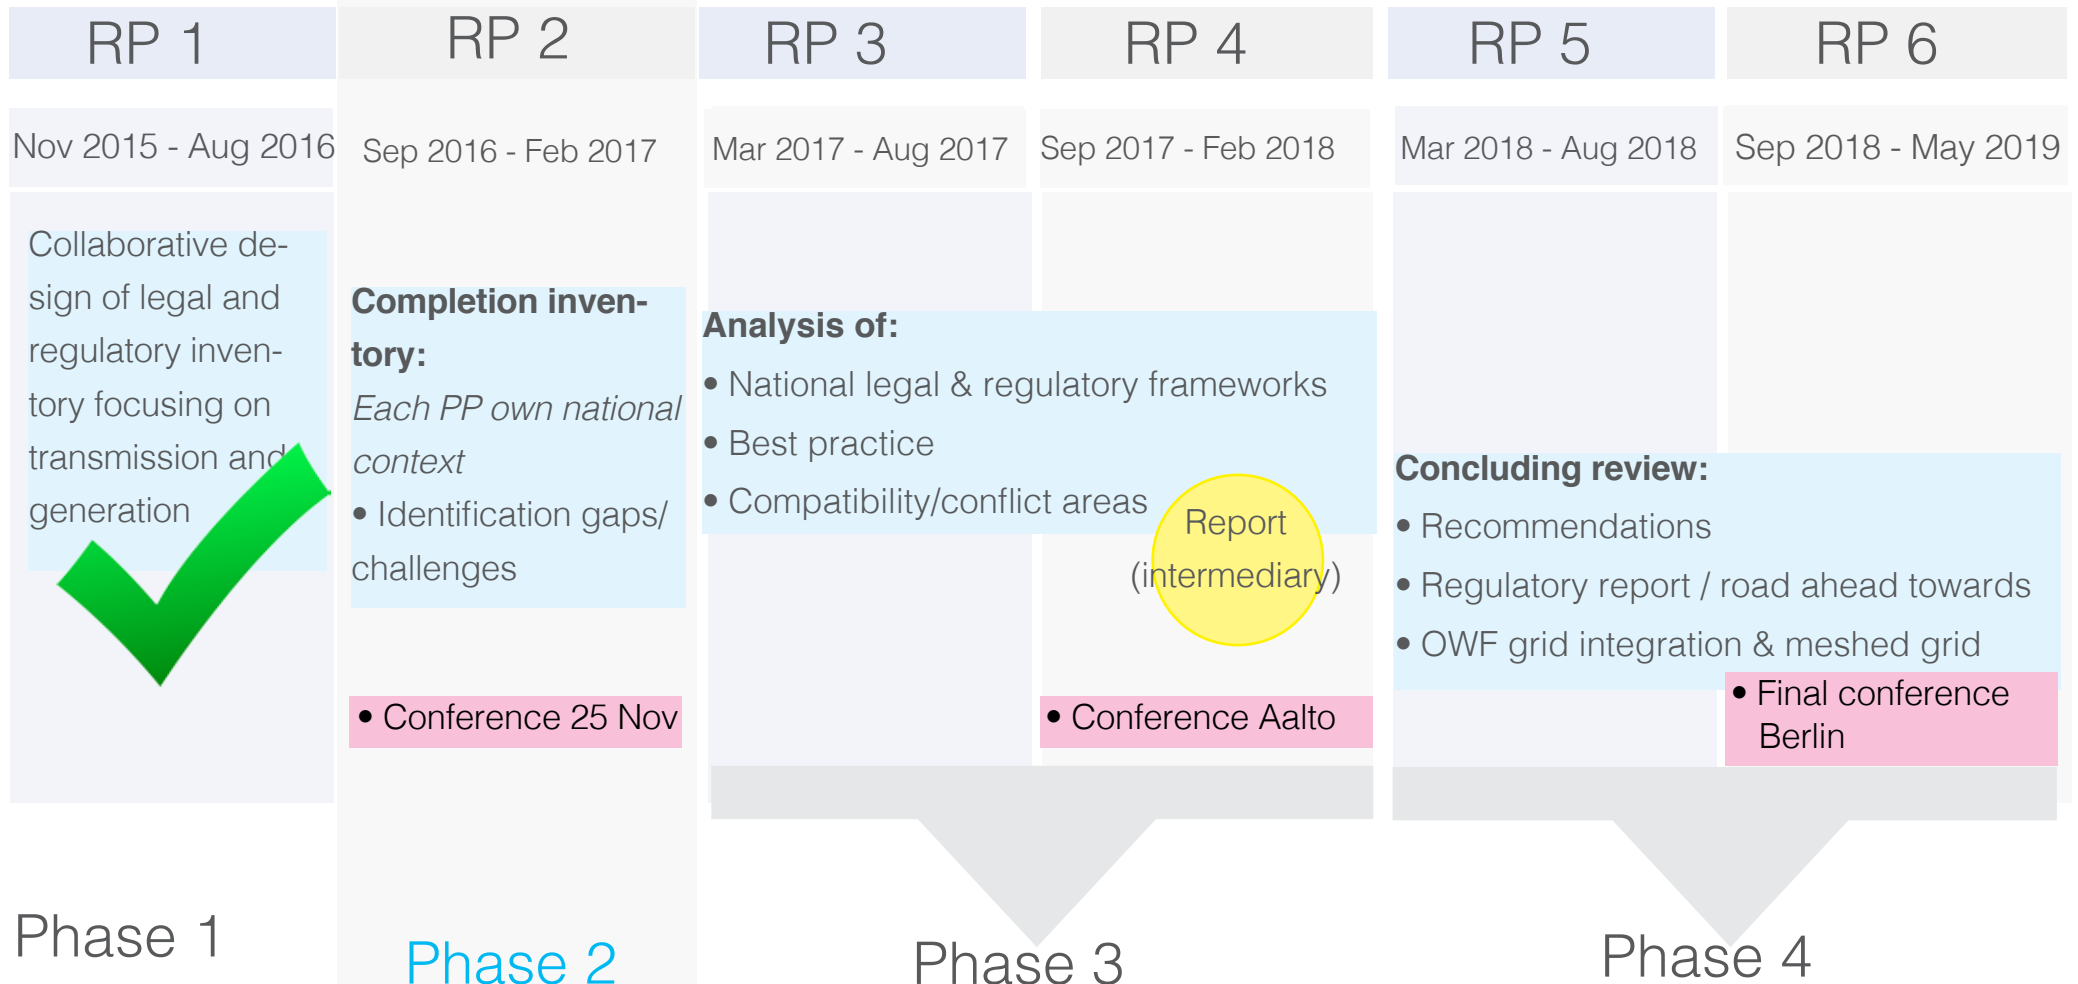 RP 1
RP 2
RP 3
RP 4
RP 5
RP 6
Nov 2015 - Aug 2016
Sep 2016 - Feb 2017
Mar 2017 - Aug 2017
Sep 2017 - Feb 2018
Mar 2018 - Aug 2018
Sep 2018 - May 2019
Collaborative de-
sign of legal and
regulatory inven-
tory focusing on
transmission and
generation
Completion inven-
tory:
Each PP own national
context
• Identification gaps/
challenges
• Conference 25 Nov
Analysis of:
• National legal & regulatory frameworks
• Best practice
• Compatibility/conflict areas
Report
(intermediary)
• Conference Aalto
Concluding review:
• Recommendations
• Regulatory report / road ahead towards
• OWF grid integration & meshed grid
• Final conference
Berlin
Phase 1
Phase 2
Phase 3
Phase 4